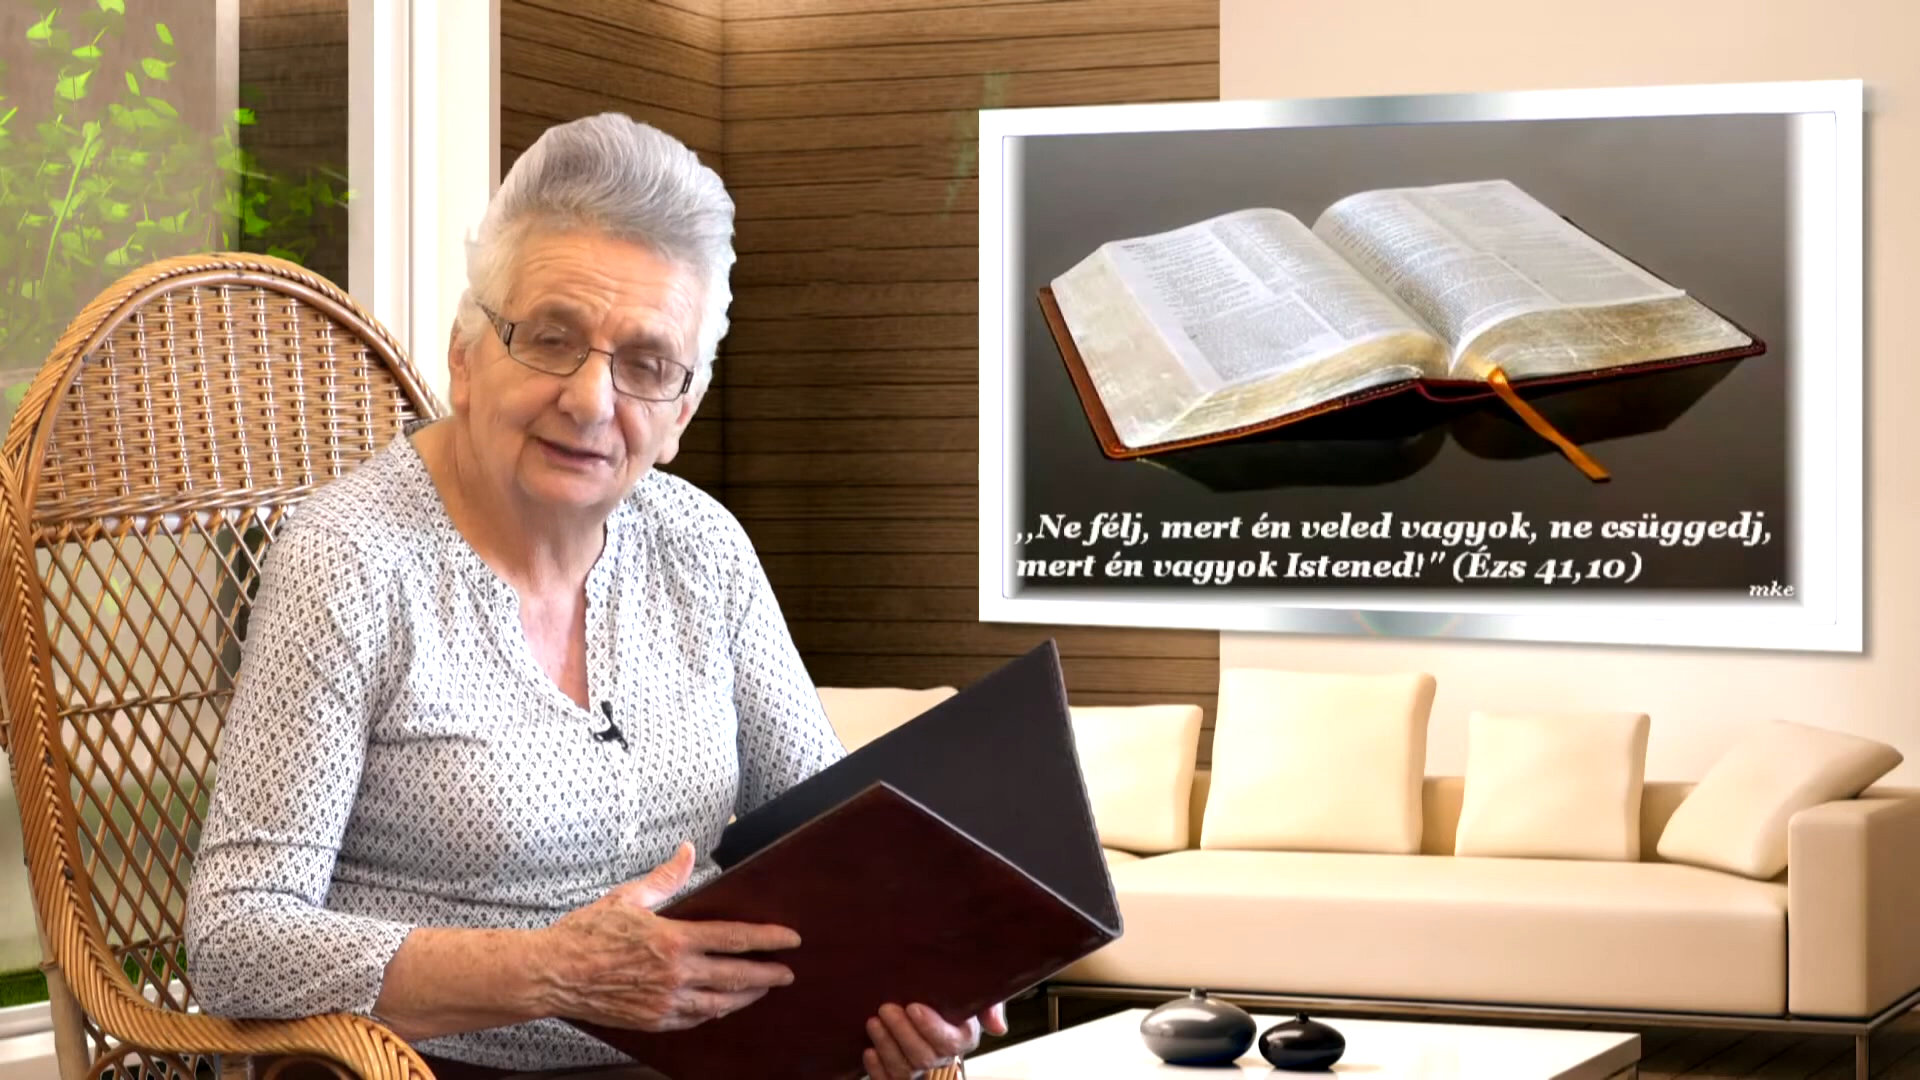 ,,Ne félj, mert én veled vagyok, ne csüggedj,
mert én vagyok Istened!" (Ézs 41,10)
mke